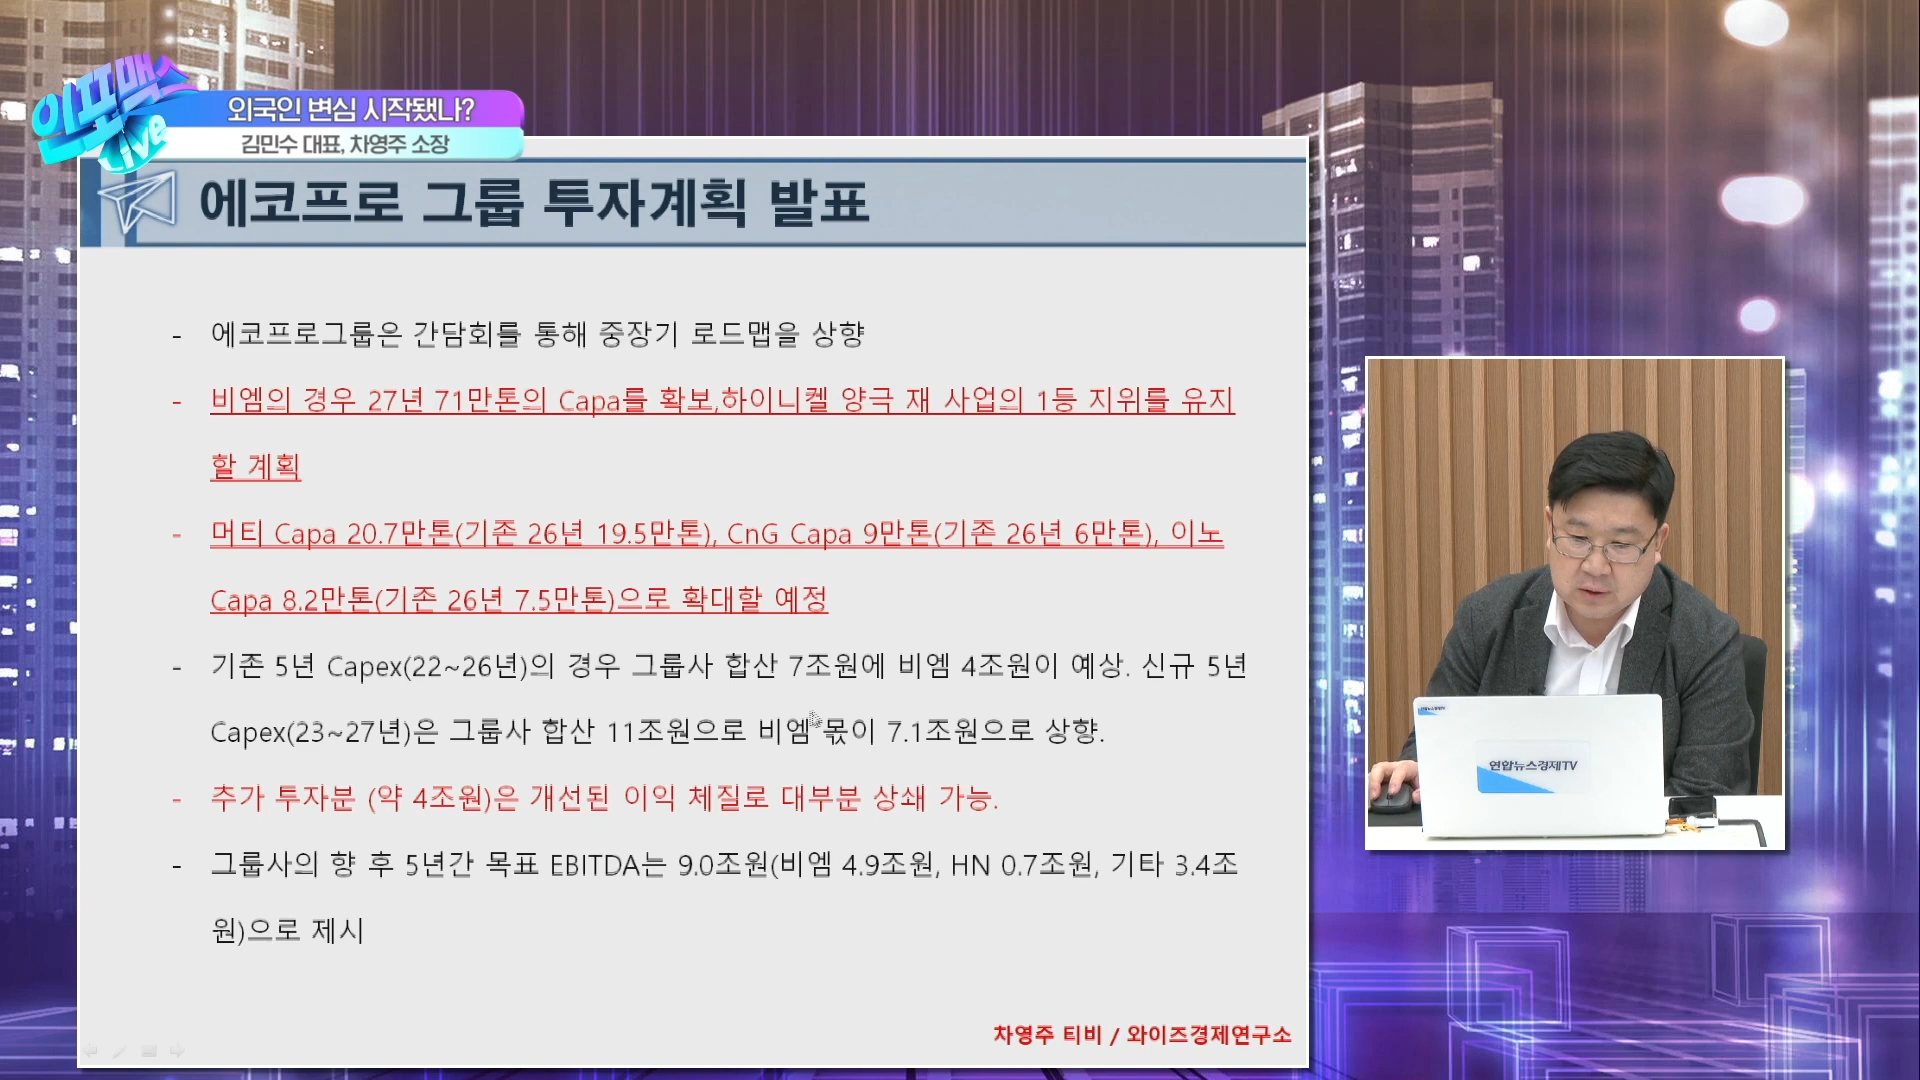 인포맥스
Live
외국인 변심 시작됐나?
김민수 대표, 차영주 소장
에코프로 그룹 투자계획 발표
- 에코프로그룹은 간담회를 통해 중장기 로드맵을 상향
- 비엠의 경우 27년 71만톤의 Capa를 확보,하이니켈 양극 재 사업의 1등 지위를 유지
할 계획
- 머티 Capa 20.7만톤(기존 26년 19.5만톤), CnG Capa 9만톤(기존 26년 6만톤), 이노
Capa 8.2만톤(기존 26년 7.5만톤)으로 확대할 예정
- 기존 5년 Capex(22~26년)의 경우 그룹사 합산 7조원에 비엠 4조원이 예상. 신규 5년
Capex(23~27년)은 그룹사 합산 11조원으로 비엠 몫이 7.1조원으로 상향.
- 추가 투자분 (약 4조원)은 개선된 이익 체질로 대부분 상쇄 가능.
- 그룹사의 향 후 5년간 목표 EBITDA는 9.0조원(비엠 4.9조원, HN 0.7조원, 기타 3.4조
원)으로 제시
차영주 티비 / 와이즈경제연구소
연합뉴스경제TV